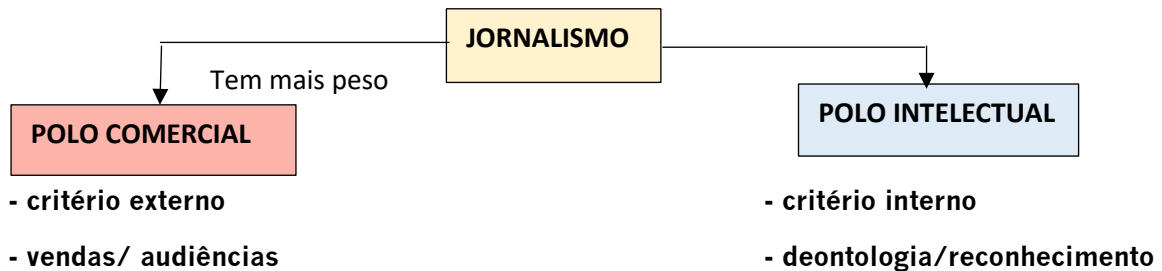 JORNALISMO
Tem mais peso
POLO COMERCIAL
- critério externo
- vendas/ audiências
POLO INTELECTUAL
- critério interno
- deontologia/reconhecimento